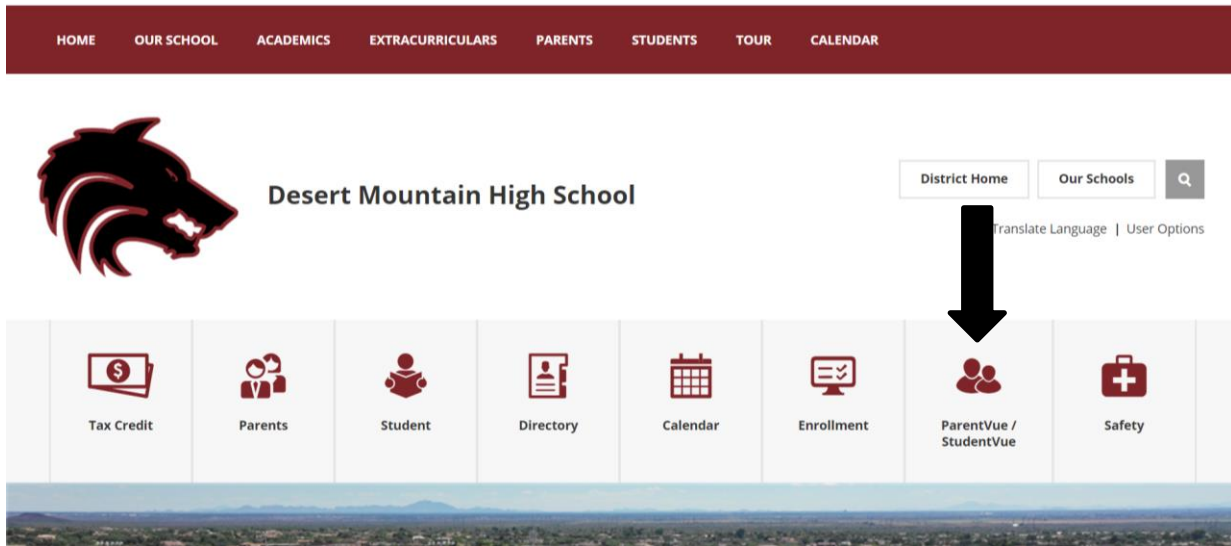 HOME OUR SCHOOL ACADEMICS EXTRACURRICULARS PARENTS STUDENTS TOUR CALENDAR
Desert Mountain High School
District Home Our Schools
Translate Language | User Options
Tax Credit Parents Student Directory Calendar Enrollment ParentVue / Safety
StudentVue